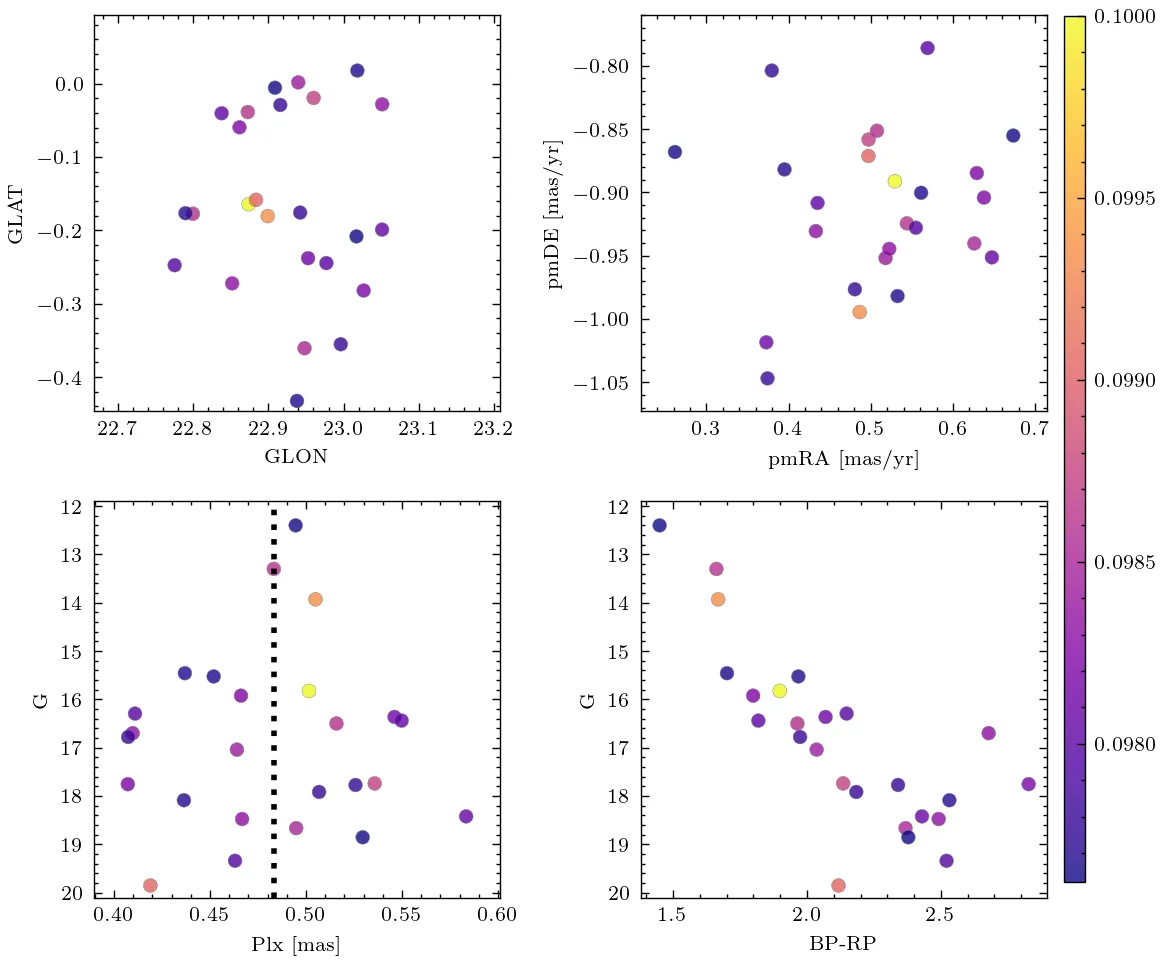 0.0
−0.1
−0.2
−0.3
−0.4
GLAT
22.7 22.8 22.9 23.0 23.1 23.2
GLON
−0.80
−0.85
−0.90
−0.95
−1.00
−1.05
pmDE [mas/yr]
0.3 0.4 0.5 0.6 0.7
pmRA [mas/yr]
12
13
14
15
16
17
18
19
20
G
0.40 0.45 0.50 0.55 0.60
Plx [mas]
12
13
14
15
16
17
18
19
20
G
1.5 2.0 2.5
BP-RP
0.1000
0.0995
0.0990
0.0985
0.0980